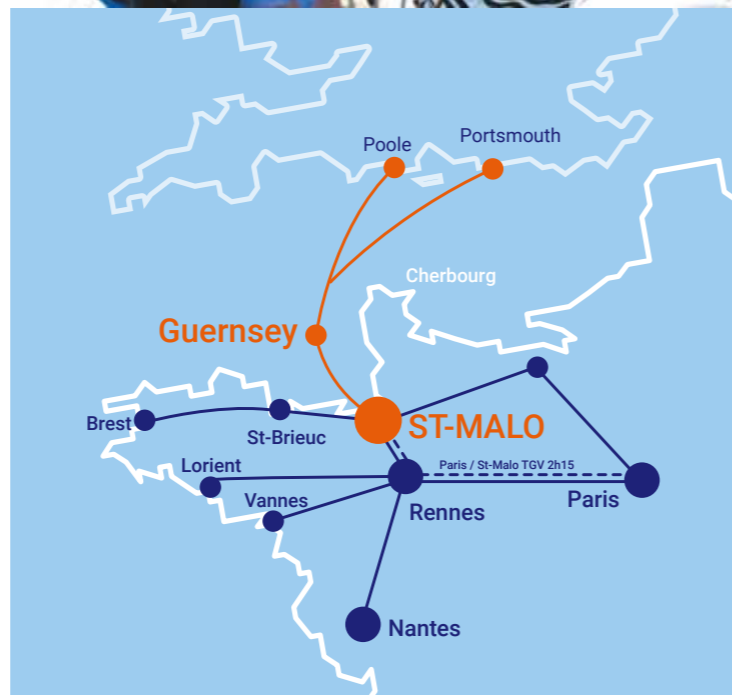 Poole
Portsmouth
Cherbourg
Guernsey
ST-MALO
Brest
St-Brieuc
Lorient
Paris / St-Malo TGV 2h15
Vannes
Rennes
Paris
Nantes